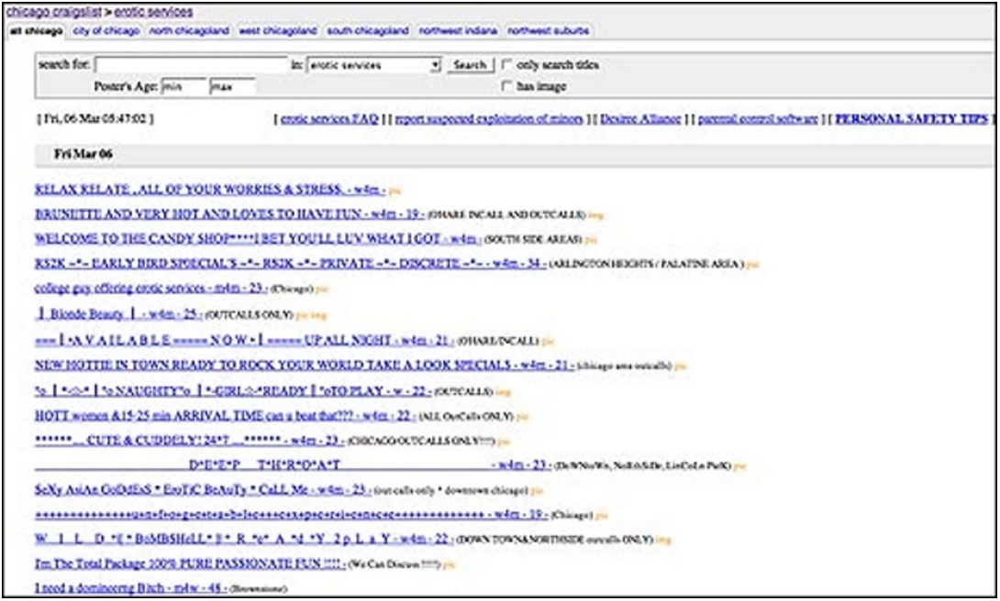 chicago craigslist > erotic services
all chicago city of chicago north chicagoland west chicagoland south chicagoland northwest indiana northwest suburbs
search for: in: erotic services Search only search titles
Poster's Age: min max has image
[ Fri, 06 Mar 05:47:02 ] [ erotic services FAQ ] [ report suspected exploitation of minors ] [ Desiree Alliance ] [ parental control software ] [ PERSONAL SAFETY TIPS ]
Fri Mar 06
RELAX RELATE , ALL OF YOUR WORRIES & STRESS. - w4m - pic
BRUNETTE AND VERY HOT AND LOVES TO HAVE FUN - w4m - 19 - (OHARE INCALL AND OUTCALLS) img
WELCOME TO THE CANDY SHOP****I BET YOU'LL LUV WHAT I GOT - w4m - (SOUTH SIDE AREAS) pic
RS2K ~*~ EARLY BIRD SPECIAL'S ~*~ RS2K ~*~ PRIVATE ~*~ DISCRETE ~*~ - w4m - 34 - (ARLINGTON HEIGHTS / PALATINE AREA ) pic
college guy offering erotic services - m4m - 23 - (Chicago) pic
Blonde Beauty - w4m - 25 - (OUTCALLS ONLY) pic img
A V A I L A B L E ===== N O W ===== UP ALL NIGHT - w4m - 21 - (OHARE/INCALL) pic
NEW HOTTIE IN TOWN READY TO ROCK YOUR WORLD TAKE A LOOK SPECIALS - w4m - 21 - (chicago area outcalls) pic
NAUGHTY GIRL READY TO PLAY - w - 22 - (OUTCALLS) img
HOTT women &15-25 min ARRIVAL TIME can u beat that??? - w4m - 22 - (ALL OutCalls ONLY) pic
******... CUTE & CUDDELY! 24*7 ...****** - w4m - 23 - (CHICAGO OUTCALLS ONLY!!!!) pic
D*E*E*P T*H*R*O*A*T - w4m - 23 - (DoWNtoWn, NoRthSiDe, LinCoLn ParK) pic
SeXy AsiAn GoDdEsS * EroTiC BeAuTy * CaLL Me - w4m - 23 - (out calls only * downtown chicago) pic
u+n+f+o+r+g+e+t+a+b+l+e+++e+x+p+e+r+i+e+n+c+e - w4m - 19 - (Chicago) pic
W I L D BoMBSHeLL R *e* A *d *Y 2 p L a Y - w4m - 22 - (DOWN TOWN&NORTHSIDE outcalls ONLY) img
I'm The Total Package 100% PURE PASSIONATE FUN !!!! - (We Can Discuss !!!!) pic
I need a domineerng Bitch - m4w - 48 - (Brownstone)